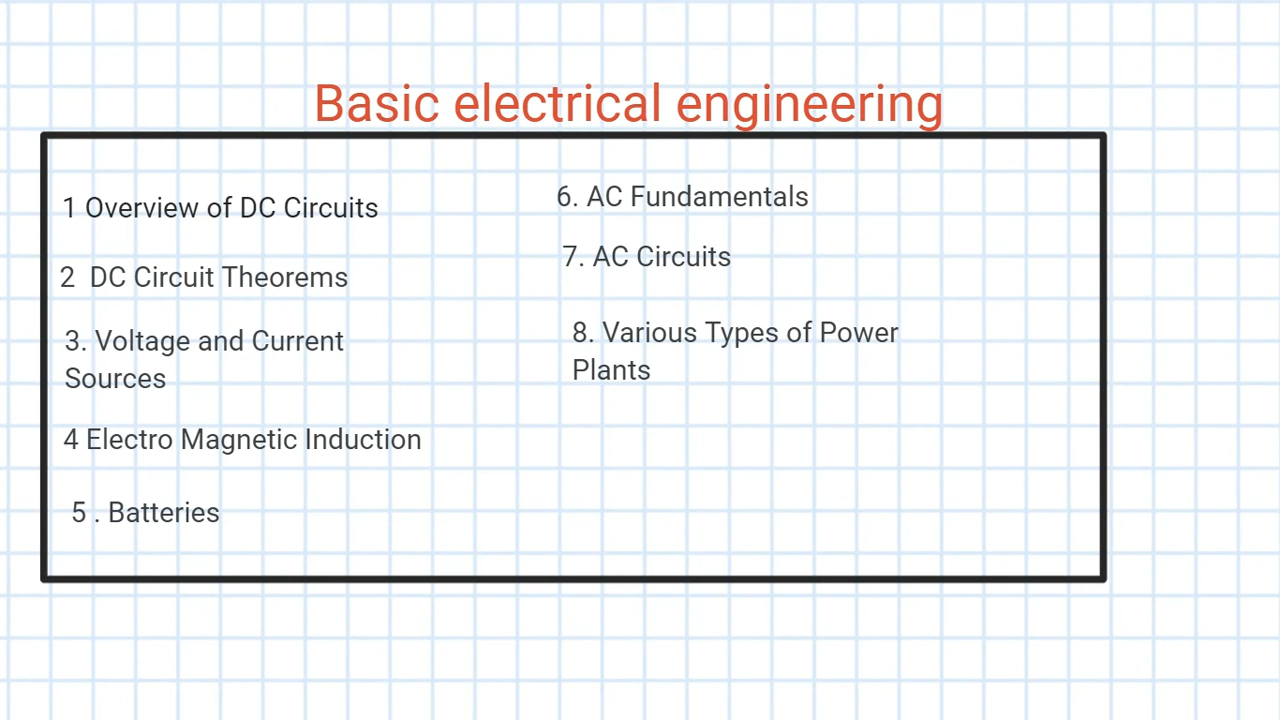 Basic electrical engineering
1 Overview of DC Circuits
2 DC Circuit Theorems
3. Voltage and Current
Sources
4 Electro Magnetic Induction
5 . Batteries
6. AC Fundamentals
7. AC Circuits
8. Various Types of Power
Plants